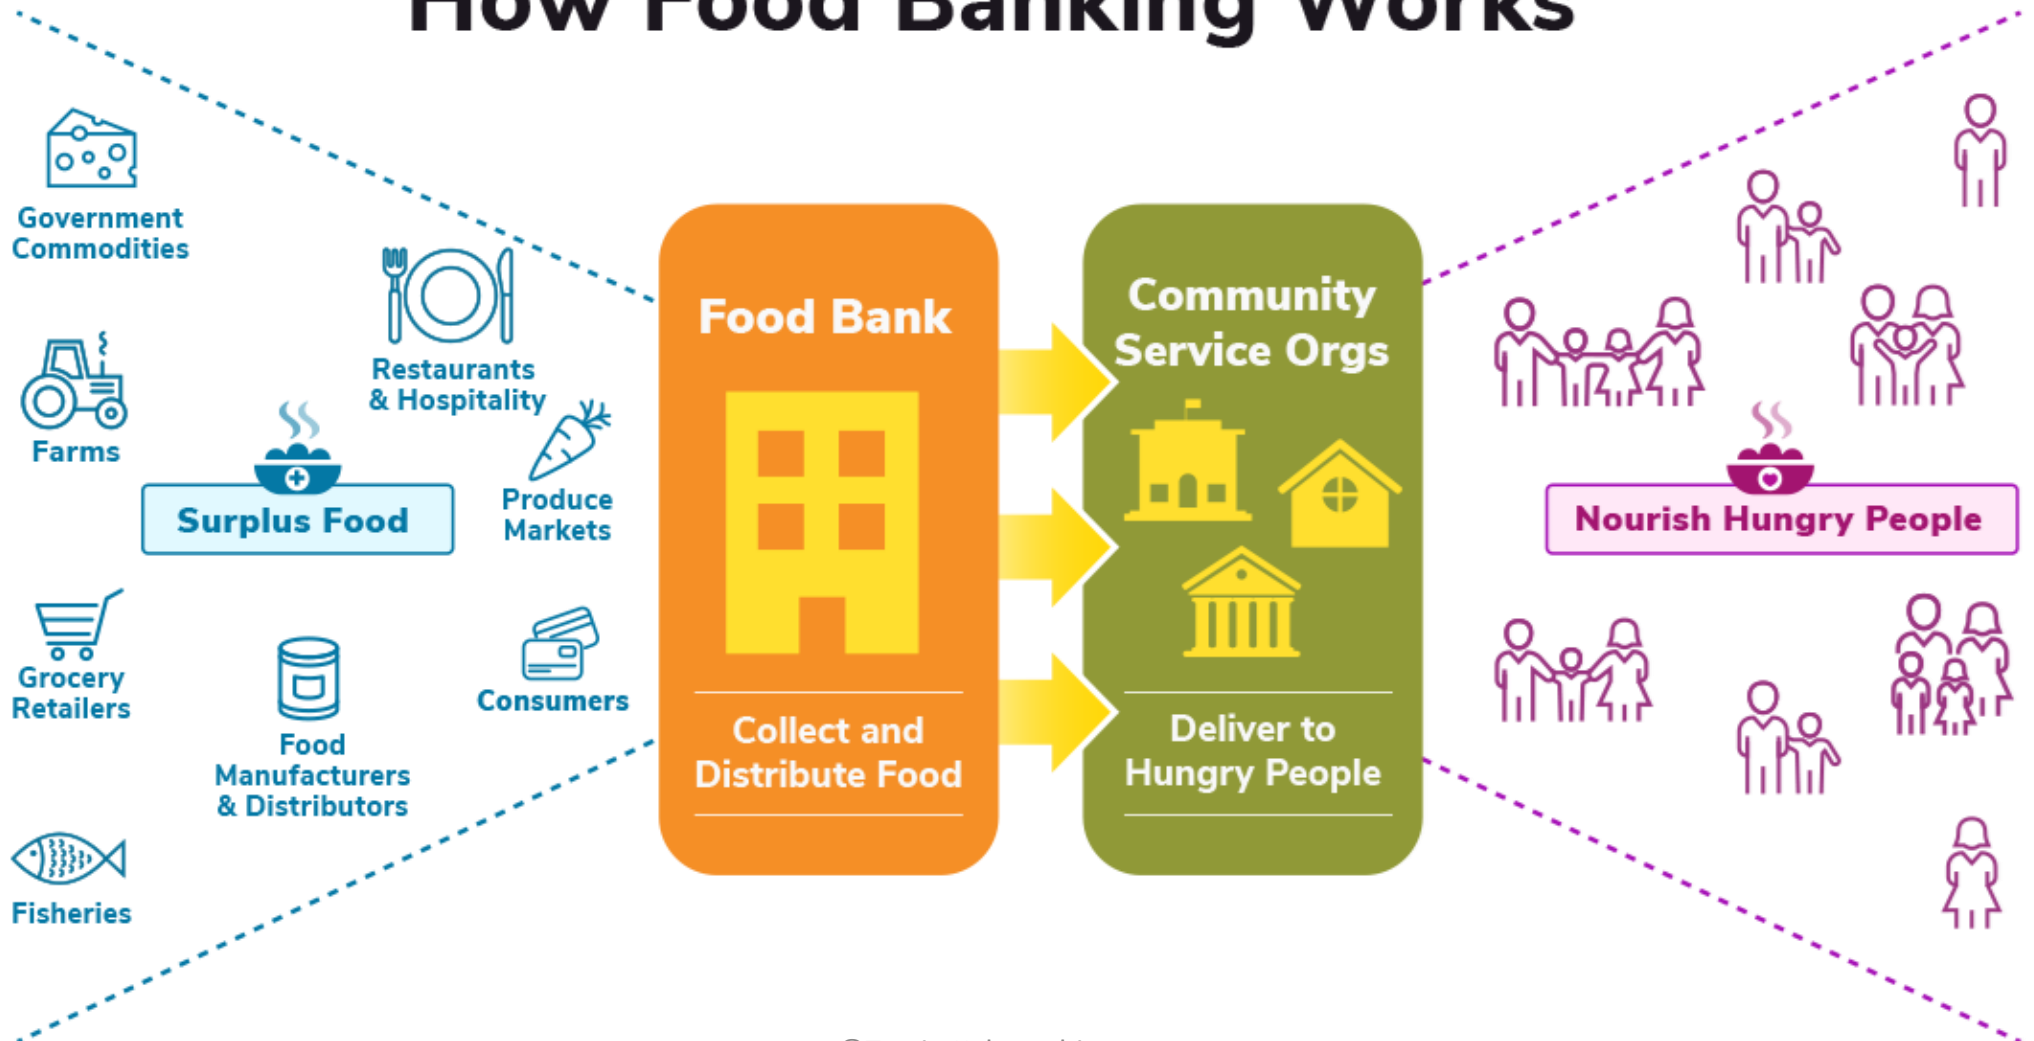 How Food Banking Works
Government
Commodities
Restaurants
& Hospitality
Farms
Produce
Markets
Surplus Food
Grocery
Retailers
Consumers
Food
Manufacturers
& Distributors
Fisheries
Food Bank
Collect and
Distribute Food
Community
Service Orgs
Deliver to
Hungry People
Nourish Hungry People